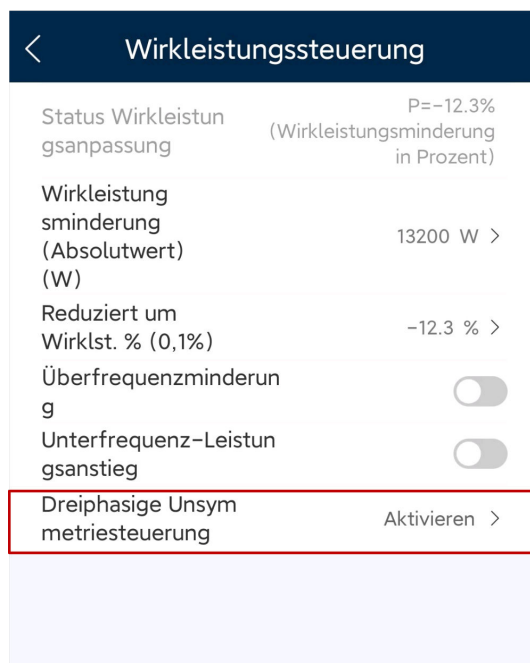 Wirkleistungssteuerung
Status Wirkleistun
gsanpassung
P=-12.3%
(Wirkleistungsminderung
in Prozent)
Wirkleistung
sminderung
(Absolutwert)
(W)
13200 W >
Reduziert um
Wirklst. % (0,1%)
-12.3 % >
Überfrequenzminderun
g
Unterfrequenz-Leistun
gsanstieg
Dreiphasige Unsym
metriesteuerung
Aktivieren >